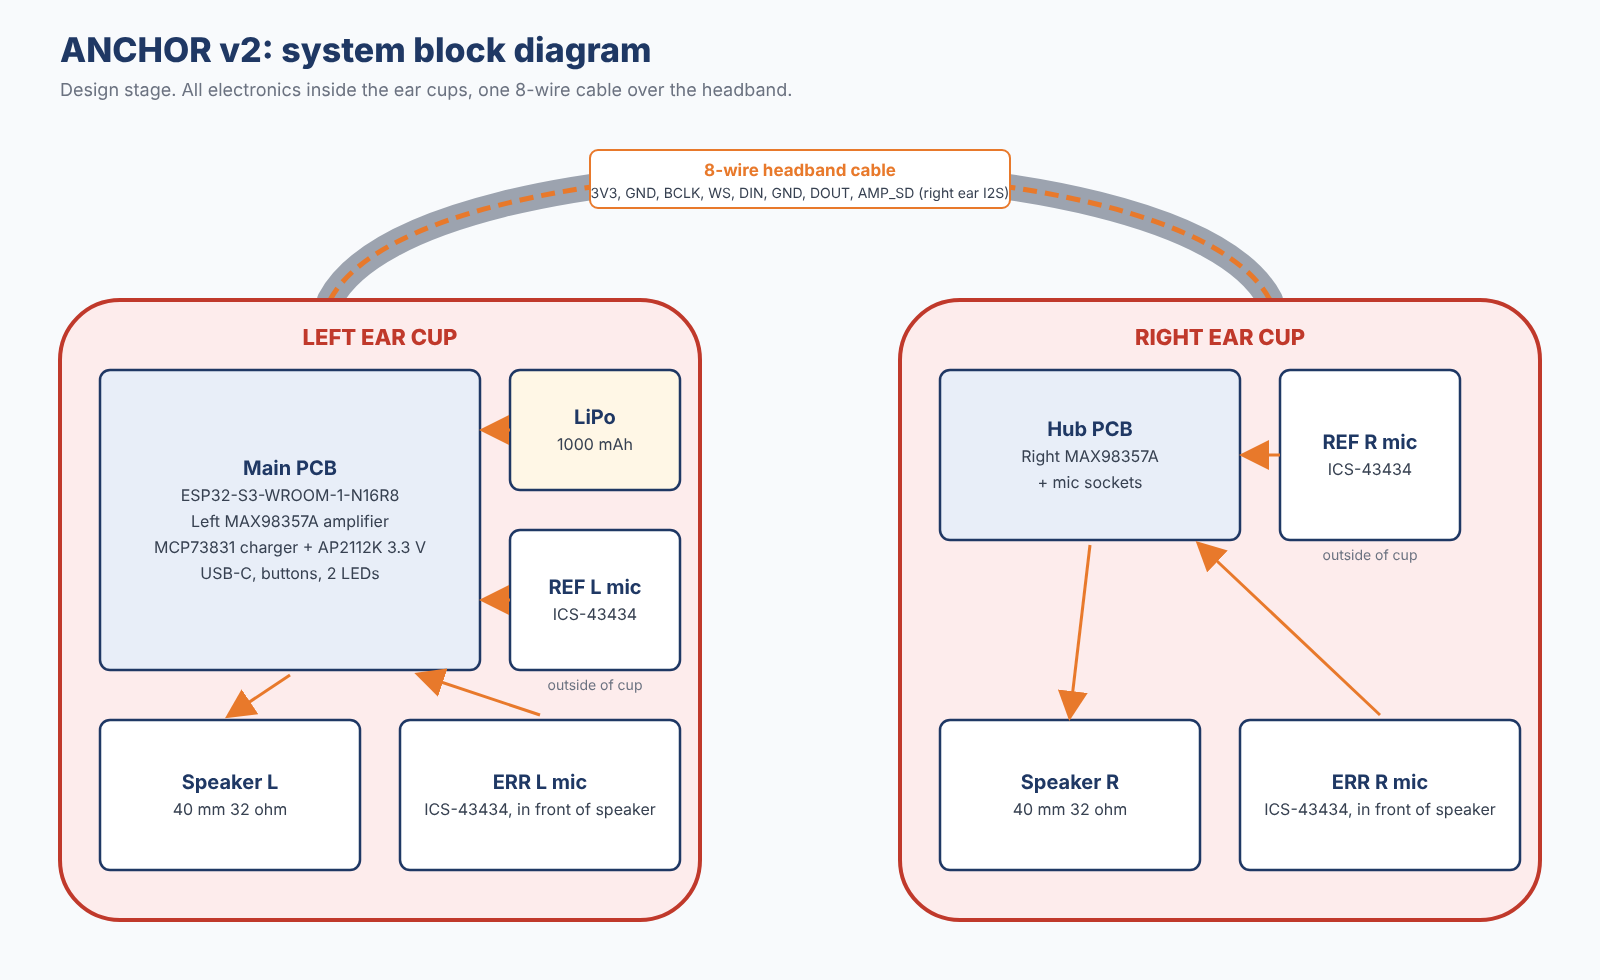 ANCHOR v2: system block diagram
Design stage. All electronics inside the ear cups, one 8-wire cable over the headband.
8-wire headband cable
3V3, GND, BCLK, WS, DIN, GND, DOUT, AMP_SD (right ear I2S)
LEFT EAR CUP
Main PCB
ESP32-S3-WROOM-1-N16R8
Left MAX98357A amplifier
MCP73831 charger + AP2112K 3.3 V
USB-C, buttons, 2 LEDs
LiPo
1000 mAh
REF L mic
ICS-43434
outside of cup
Speaker L
40 mm 32 ohm
ERR L mic
ICS-43434, in front of speaker
RIGHT EAR CUP
Hub PCB
Right MAX98357A
+ mic sockets
REF R mic
ICS-43434
outside of cup
Speaker R
40 mm 32 ohm
ERR R mic
ICS-43434, in front of speaker